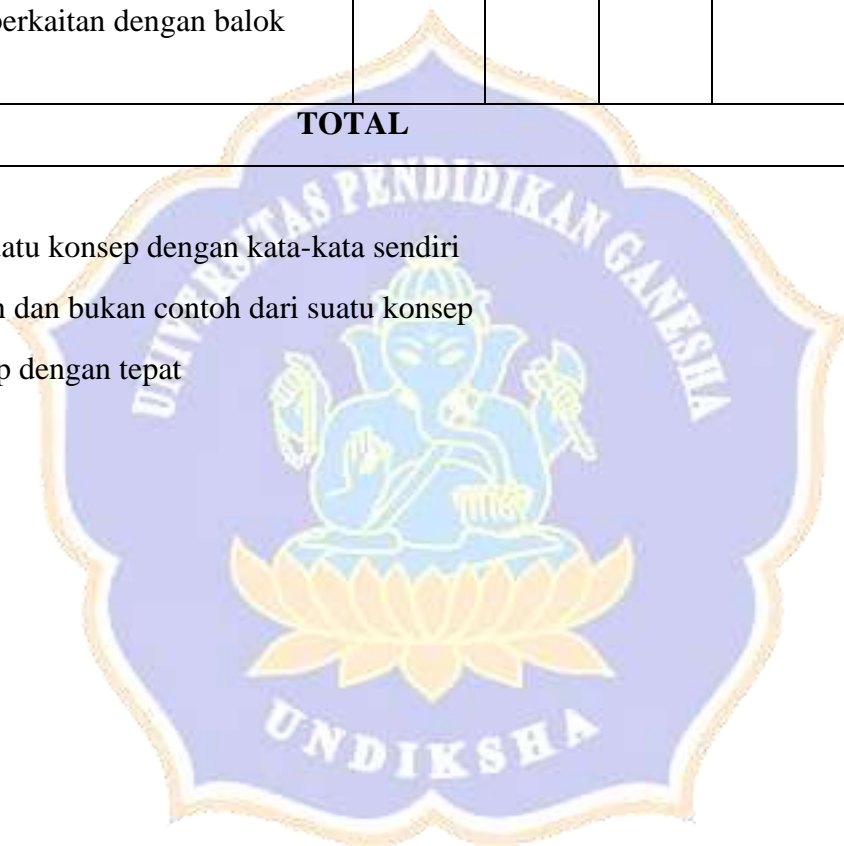 berkaitan dengan balok
TOTAL
UNIVERSITAS PENDIDIKAN GANESHA
konsep dengan kata-kata sendiri
dan bukan contoh dari suatu konsep
dengan tepat
UNDIKSHA